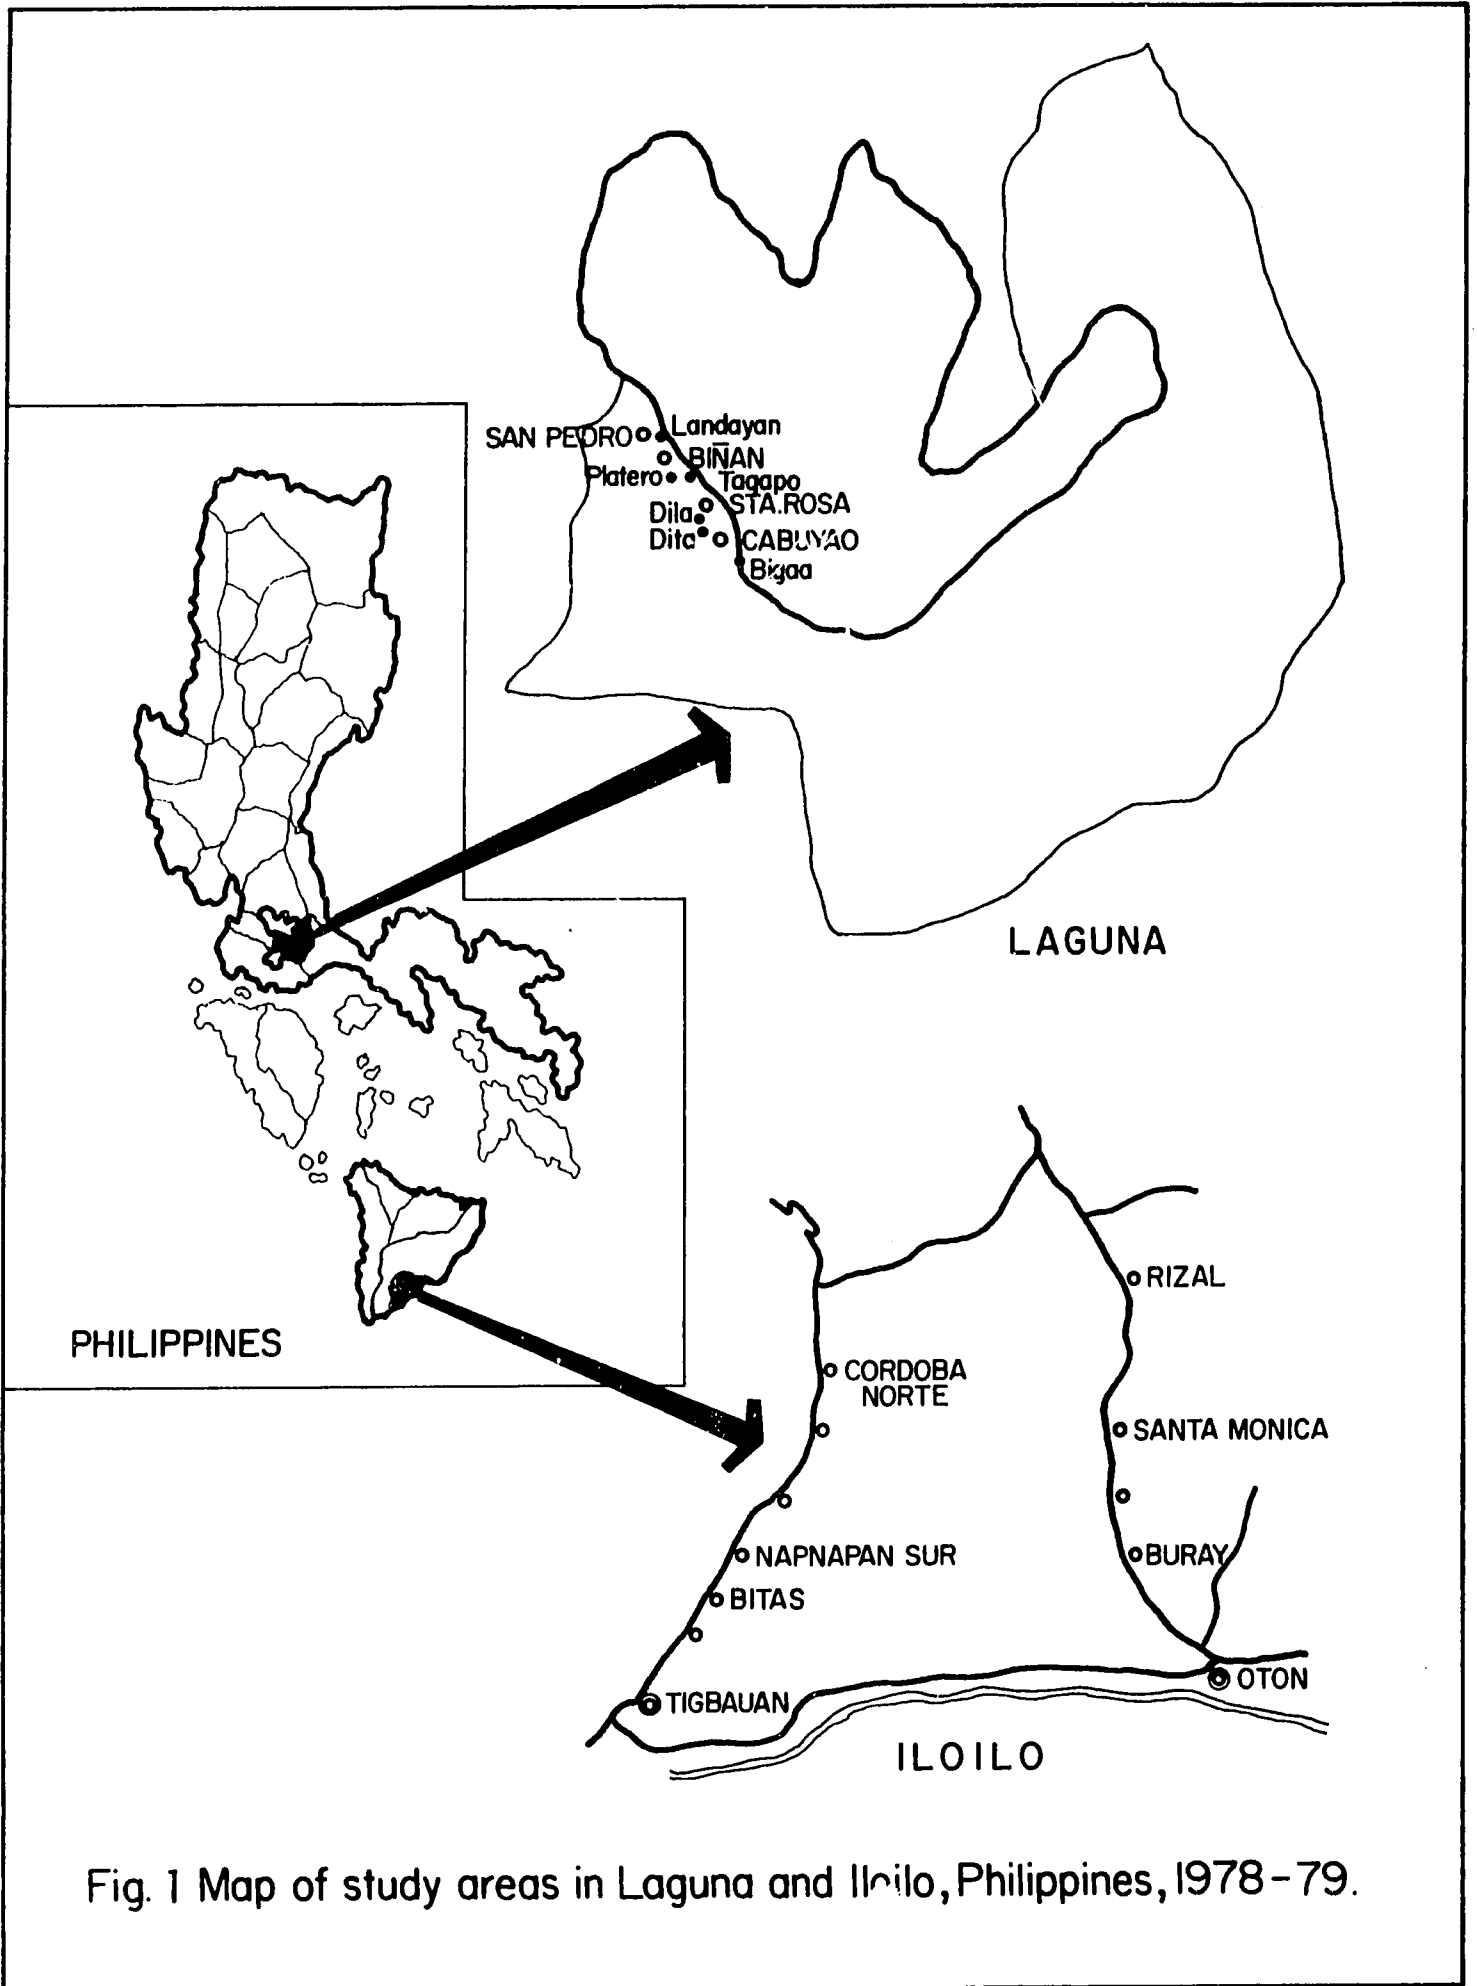 SAN PEDRO
Landayan
BIÑAN
Platero
Tagapo
STA.ROSA
Dila
Dita
CABUYAO
Bigaa
LAGUNA
PHILIPPINES
RIZAL
CORDOBA
NORTE
SANTA MONICA
NAPNAPAN SUR
BURAY
BITAS
OTON
TIGBAUAN
ILOILO
Fig. 1 Map of study areas in Laguna and Iloilo, Philippines, 1978-79.